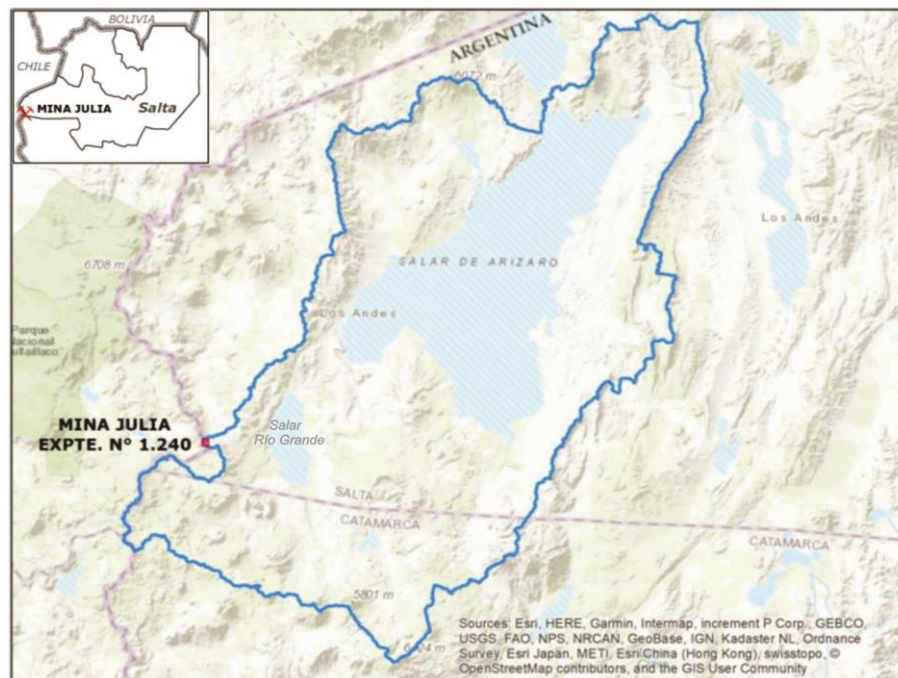 BOLIVIA
CHILE
MINA JULIA
Salta
ARGENTINA
6072 m
Los Andes
SALAR DE ARIZARO
6708 m
Los Andes
Parque
MINA JULIA
EXPTE. N° 1.240
Salar
Río Grande
SALTA
CATAMARCA
CATAMARCA
5801 m
Sources: Esri, HERE, Garmin, Intermap, increment P Corp., GEBCO,
USGS, FAO, NPS, NRCAN, GeoBase, IGN, Kadaster NL, Ordnance
Survey, Esri Japan, METI, Esri China (Hong Kong), swisstopo, ©
OpenStreetMap contributors, and the GIS User Community